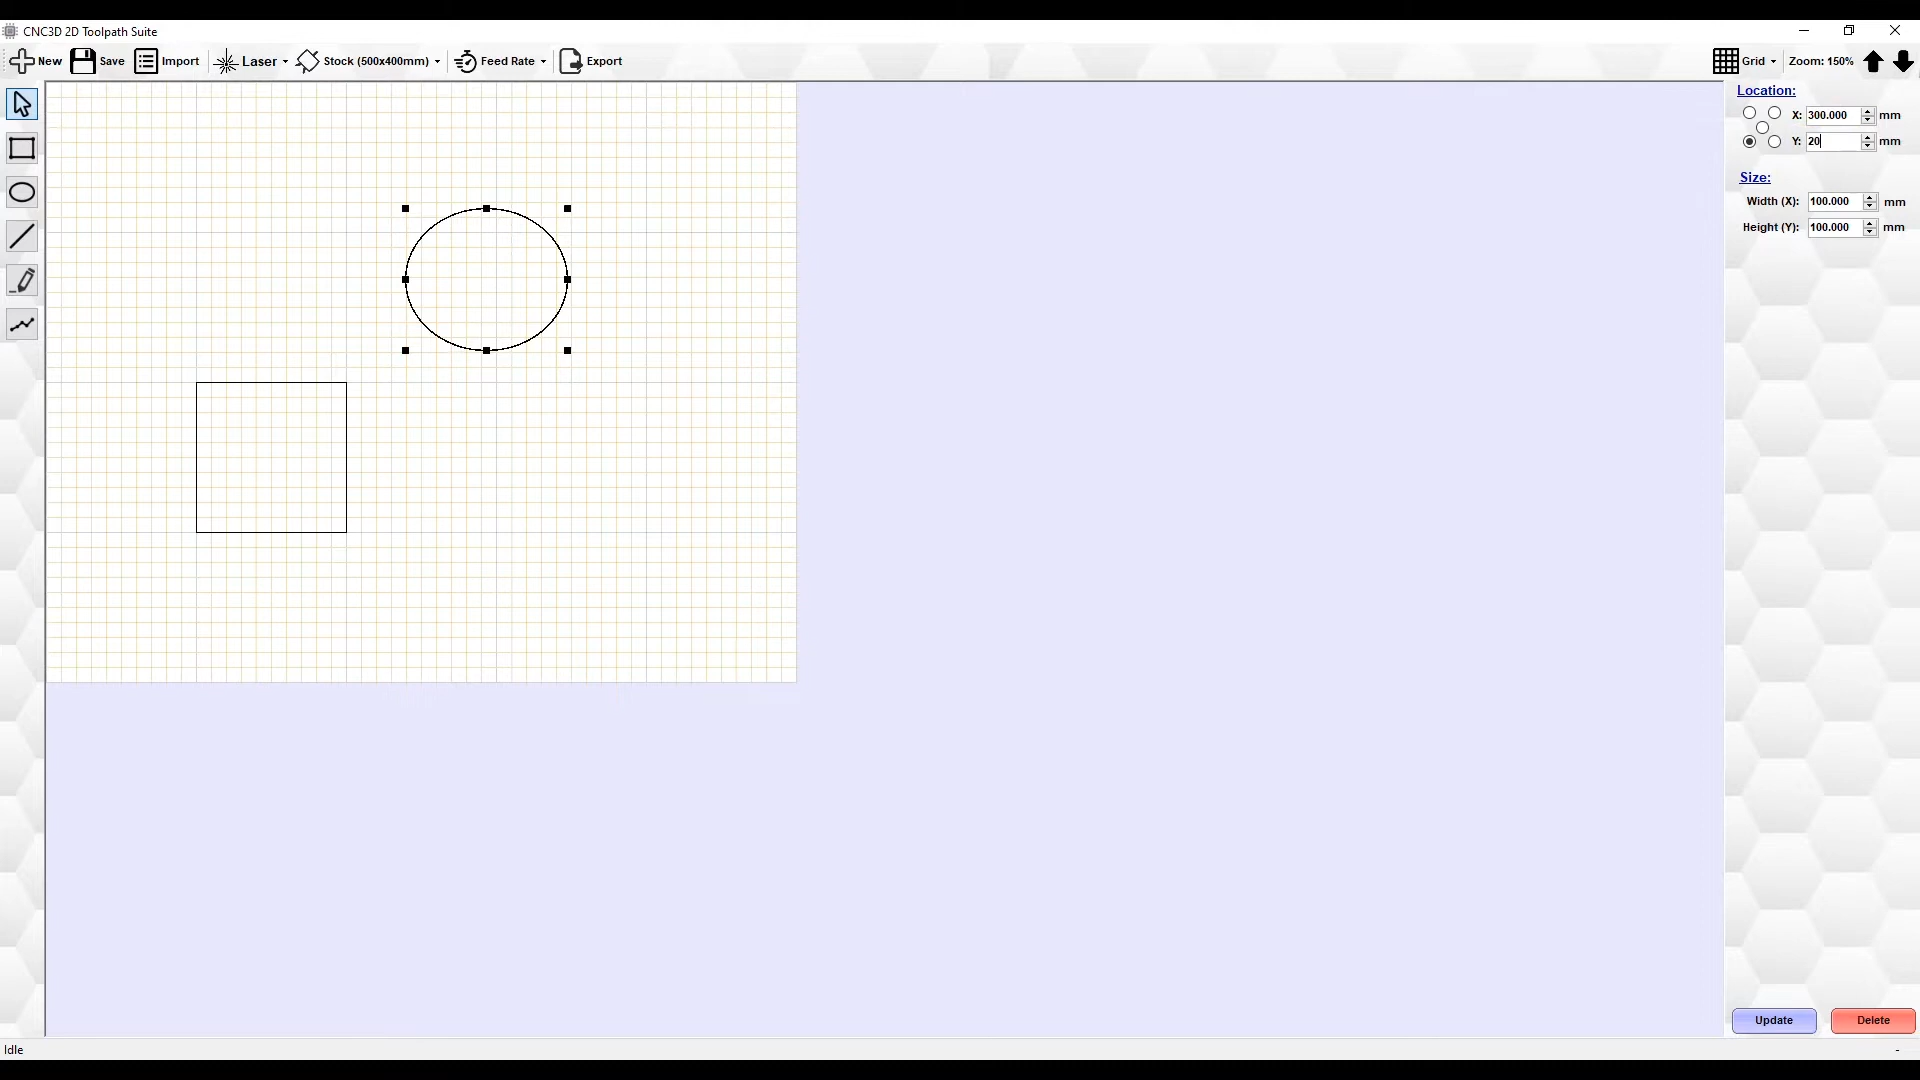 CNC3D 2D Toolpath Suite
New Save Import Laser Stock (500x400mm) Feed Rate Export Grid Zoom: 150%
Location:
X: 300.000 mm
Y: 20 mm
Size:
Width (X): 100.000 mm
Height (Y): 100.000 mm
Update Delete
Idle -